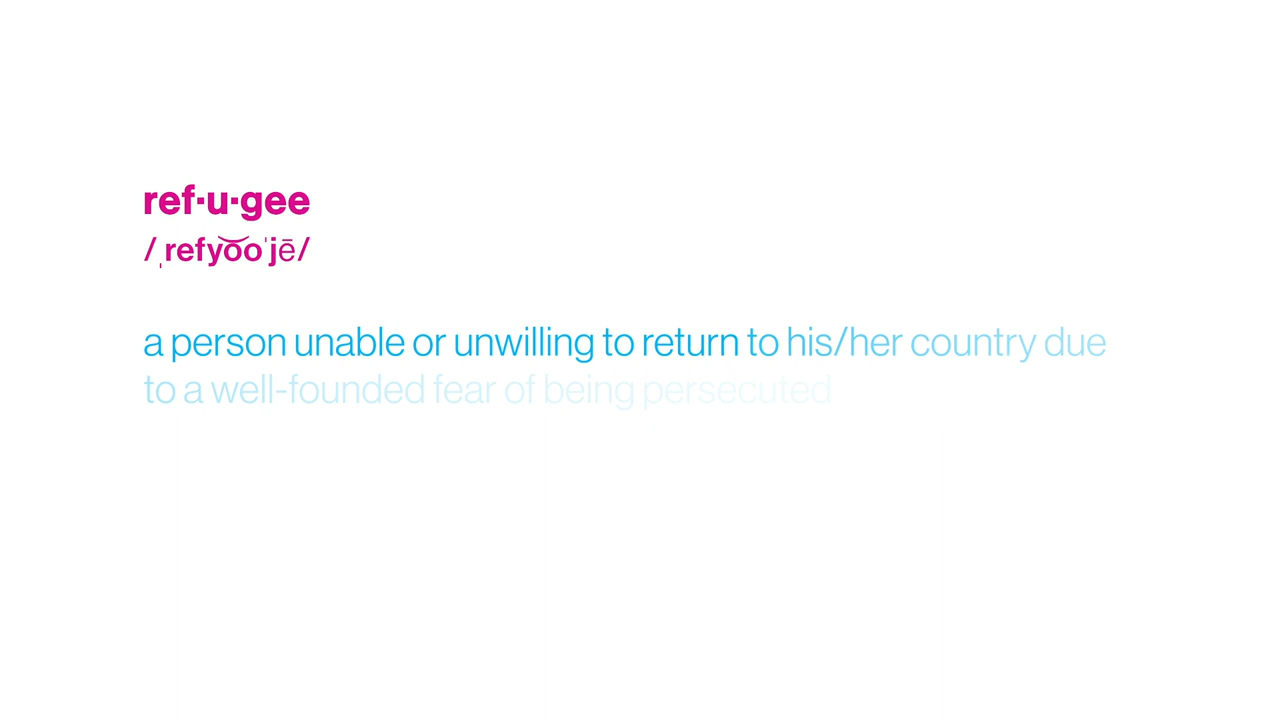 ref·u·gee
/ˌrefyo͝oˈjē/
a person unable or unwilling to return to his/her country due
to a well-founded fear of being persecuted